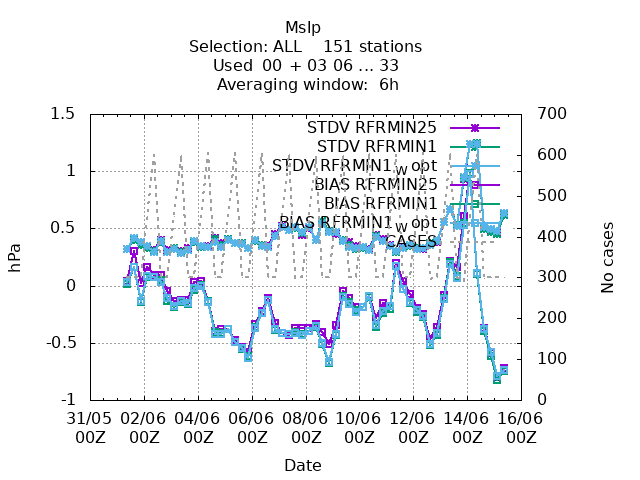 Mslp
Selection: ALL 151 stations
Used 00 + 03 06 ... 33
Averaging window: 6h
1.5
1
0.5
0
-0.5
-1
hPa
700
600
500
400
300
200
100
0
No cases
STDV RFRMIN25
STDV RFRMIN1
STDV RFRMIN1_w opt
BIAS RFRMIN25
BIAS RFRMIN1
BIAS RFRMIN1_w opt
CASES
31/05 02/06 04/06 06/06 08/06 10/06 12/06 14/06 16/06
00Z 00Z 00Z 00Z 00Z 00Z 00Z 00Z 00Z
Date